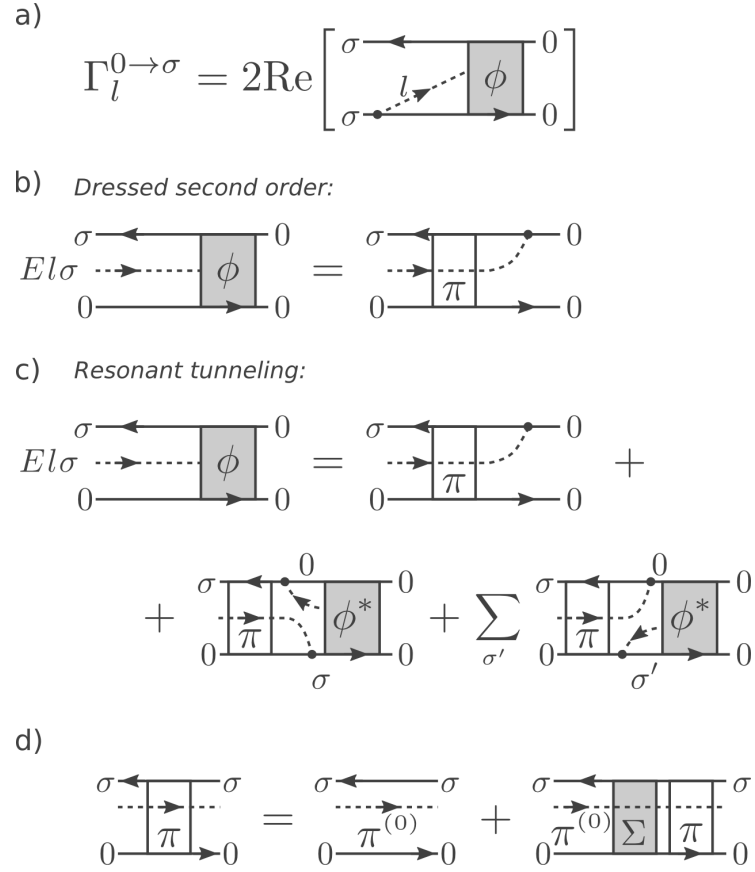 a)
σ 0
Γ_l^{0→σ} = 2Re [ l ϕ ]
σ 0
b) Dressed second order:
σ 0 σ 0
Elσ ϕ =
0 0 0 π 0
c) Resonant tunneling:
σ 0 σ 0
Elσ ϕ = +
0 0 0 π 0
0 0
σ 0 σ 0
+ π ϕ* + ∑_{σ'} π ϕ*
0 0 0 0
σ σ'
d)
σ σ σ σ σ σ
= +
π π^{(0)} π^{(0)} Σ π
0 0 0 0 0 0